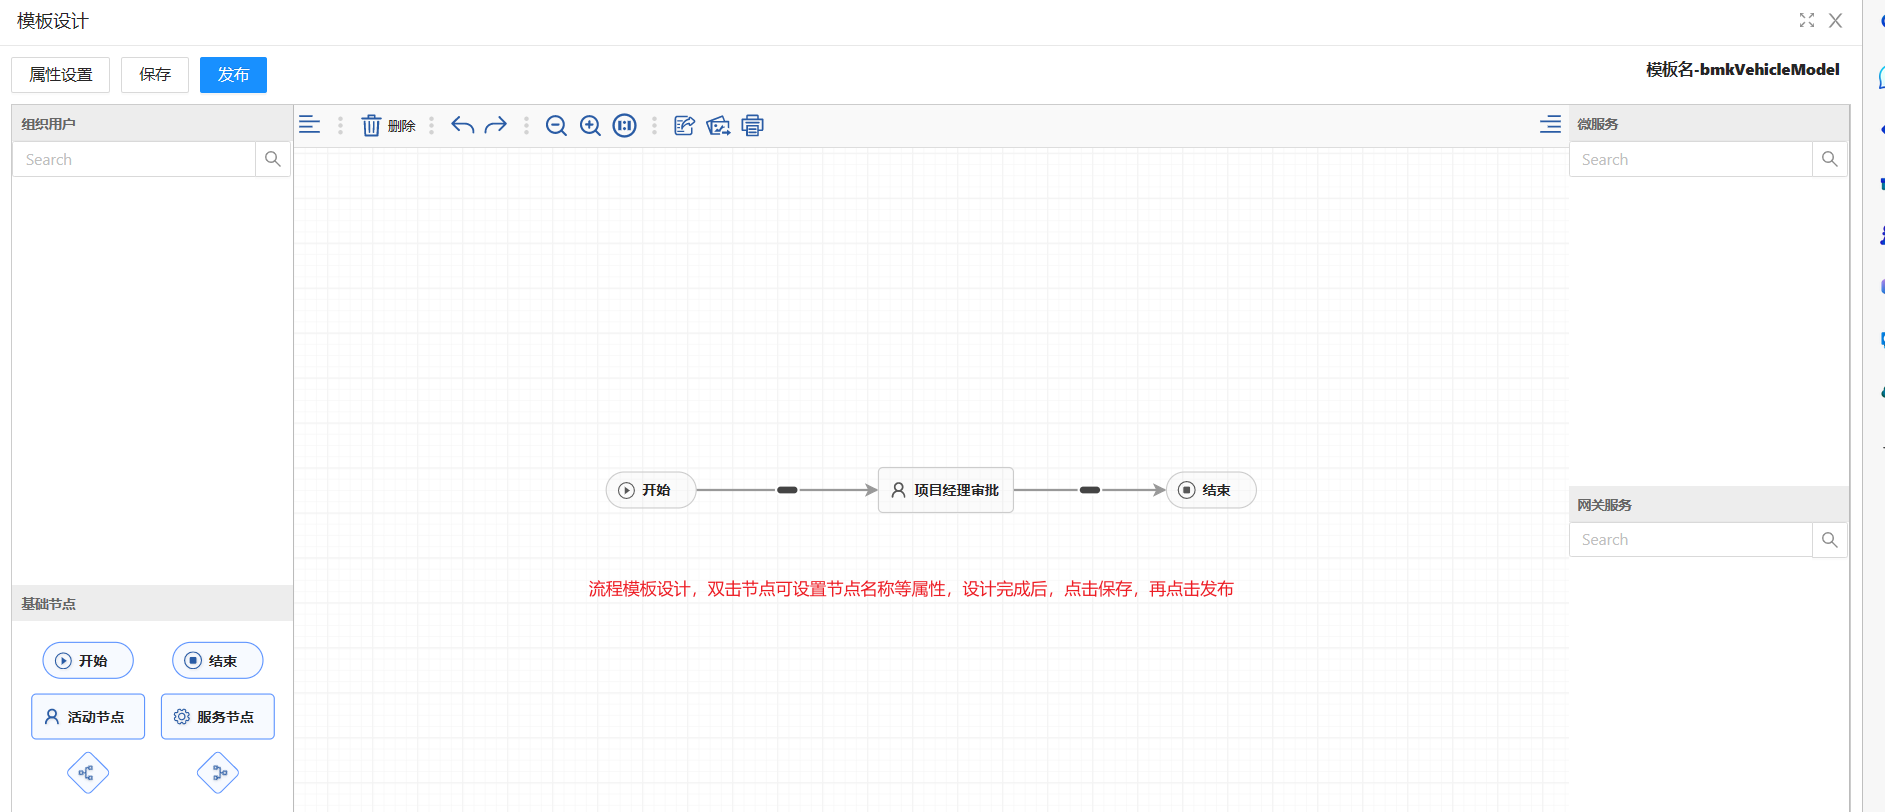 模板设计
属性设置
保存
发布
模板名-bmkVehicleModel
组织用户
Search
删除
微服务
Search
开始
项目经理审批
结束
网关服务
Search
流程模板设计，双击节点可设置节点名称等属性，设计完成后，点击保存，再点击发布
基础节点
开始
结束
活动节点
服务节点